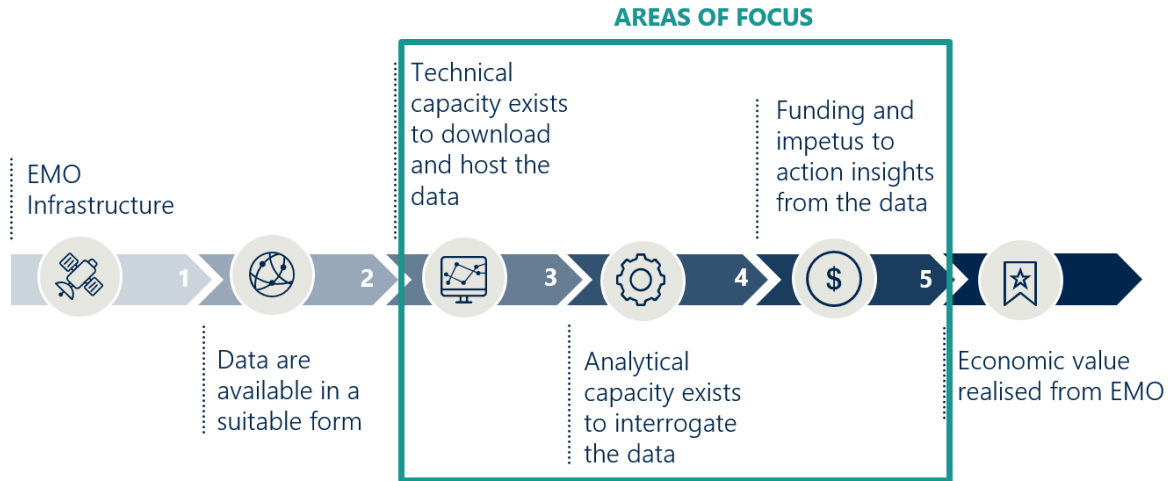 AREAS OF FOCUS
EMO
Infrastructure
Technical
capacity exists
to download
and host the
data
Funding and
impetus to
action insights
from the data
1
2
3
4
$
5
Data are
available in a
suitable form
Analytical
capacity exists
to interrogate
the data
Economic value
realised from EMO